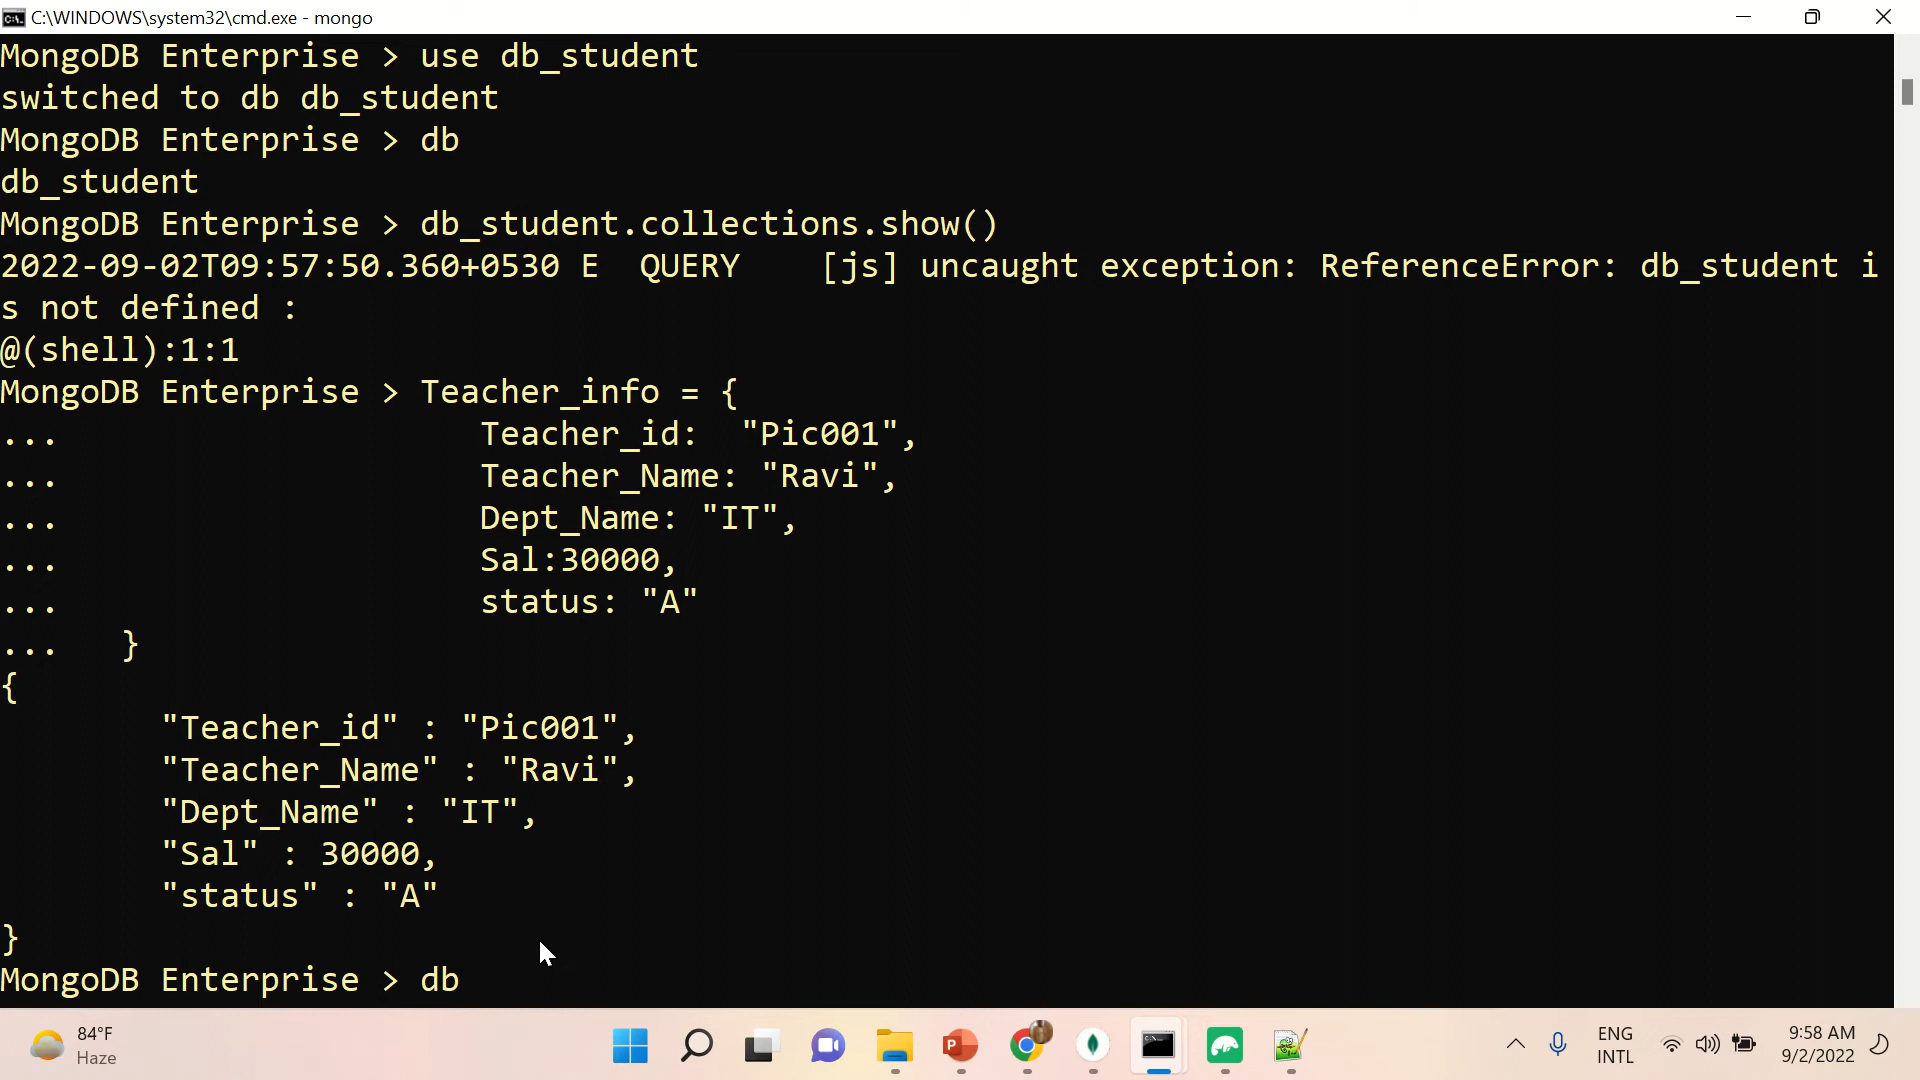 C:\WINDOWS\system32\cmd.exe - mongo
MongoDB Enterprise > use db_student
switched to db db_student
MongoDB Enterprise > db
db_student
MongoDB Enterprise > db_student.collections.show()
2022-09-02T09:57:50.360+0530 E  QUERY    [js] uncaught exception: ReferenceError: db_student i
s not defined :
@(shell):1:1
MongoDB Enterprise > Teacher_info = {
...                     Teacher_id:  "Pic001",
...                     Teacher_Name: "Ravi",
...                     Dept_Name: "IT",
...                     Sal:30000,
...                     status: "A"
...   }
{
        "Teacher_id" : "Pic001",
        "Teacher_Name" : "Ravi",
        "Dept_Name" : "IT",
        "Sal" : 30000,
        "status" : "A"
}
MongoDB Enterprise > db
84°F
Haze
ENG
INTL
9:58 AM
9/2/2022